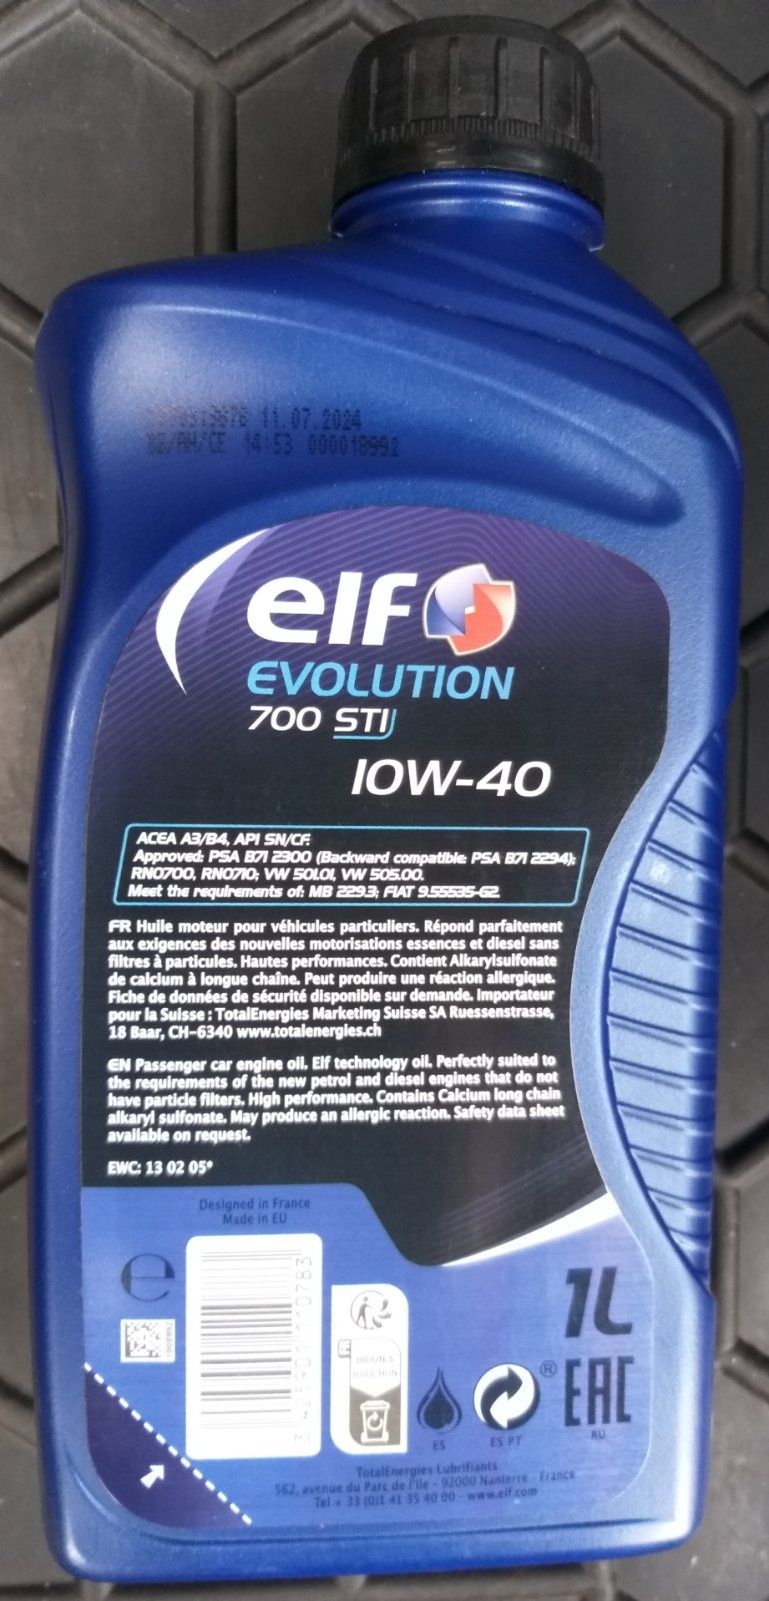 11.07.2024
14:53 000018992
elf
EVOLUTION
700 STI
10W-40
ACEA A3/B4, API SN/CF.
Approved: PSA B71 2300 (Backward compatible: PSA B71 2294);
RN0700, RN0710; VW 501.01, VW 505.00.
Meet the requirements of: MB 229.3; FIAT 9.55535-G2
FR Huile moteur pour véhicules particuliers. Répond parfaitement
aux exigences des nouvelles motorisations essences et diesel sans
filtres à particules. Hautes performances. Contient Alkarylsulfonate
de calcium à longue chaîne. Peut produire une réaction allergique.
Fiche de données de sécurité disponible sur demande. Importateur
pour la Suisse : TotalEnergies Marketing Suisse SA Ruessenstrasse,
18 Baar, CH-6340 www.totalenergies.ch
EN Passenger car engine oil. Elf technology oil. Perfectly suited to
the requirements of the new petrol and diesel engines that do not
have particle filters. High performance. Contains Calcium long chain
alkaryl sulfonate. May produce an allergic reaction. Safety data sheet
available on request.
EWC: 13 02 05*
Designed in France
Made in EU
e
3 425901 110783
FR
BIDON &
BOUCHON
ES
ES PT
®
1L
EAC
RU
TotalEnergies Lubrifiants
562, avenue du Parc de l'Ile - 92000 Nanterre - France
Tel + 33 (0)1 41 35 40 00 - www.elf.com